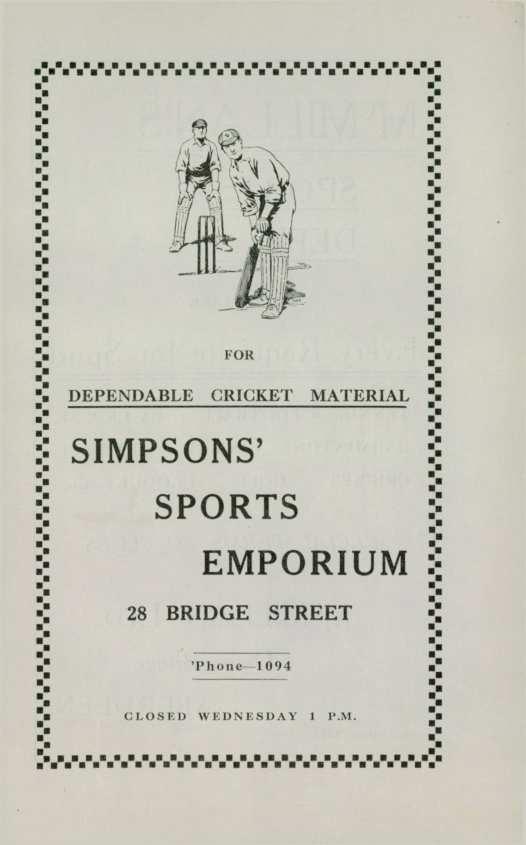 FOR
DEPENDABLE CRICKET MATERIAL
SIMPSONS'
SPORTS
EMPORIUM
28 BRIDGE STREET
'Phone—1094
CLOSED WEDNESDAY 1 P.M.